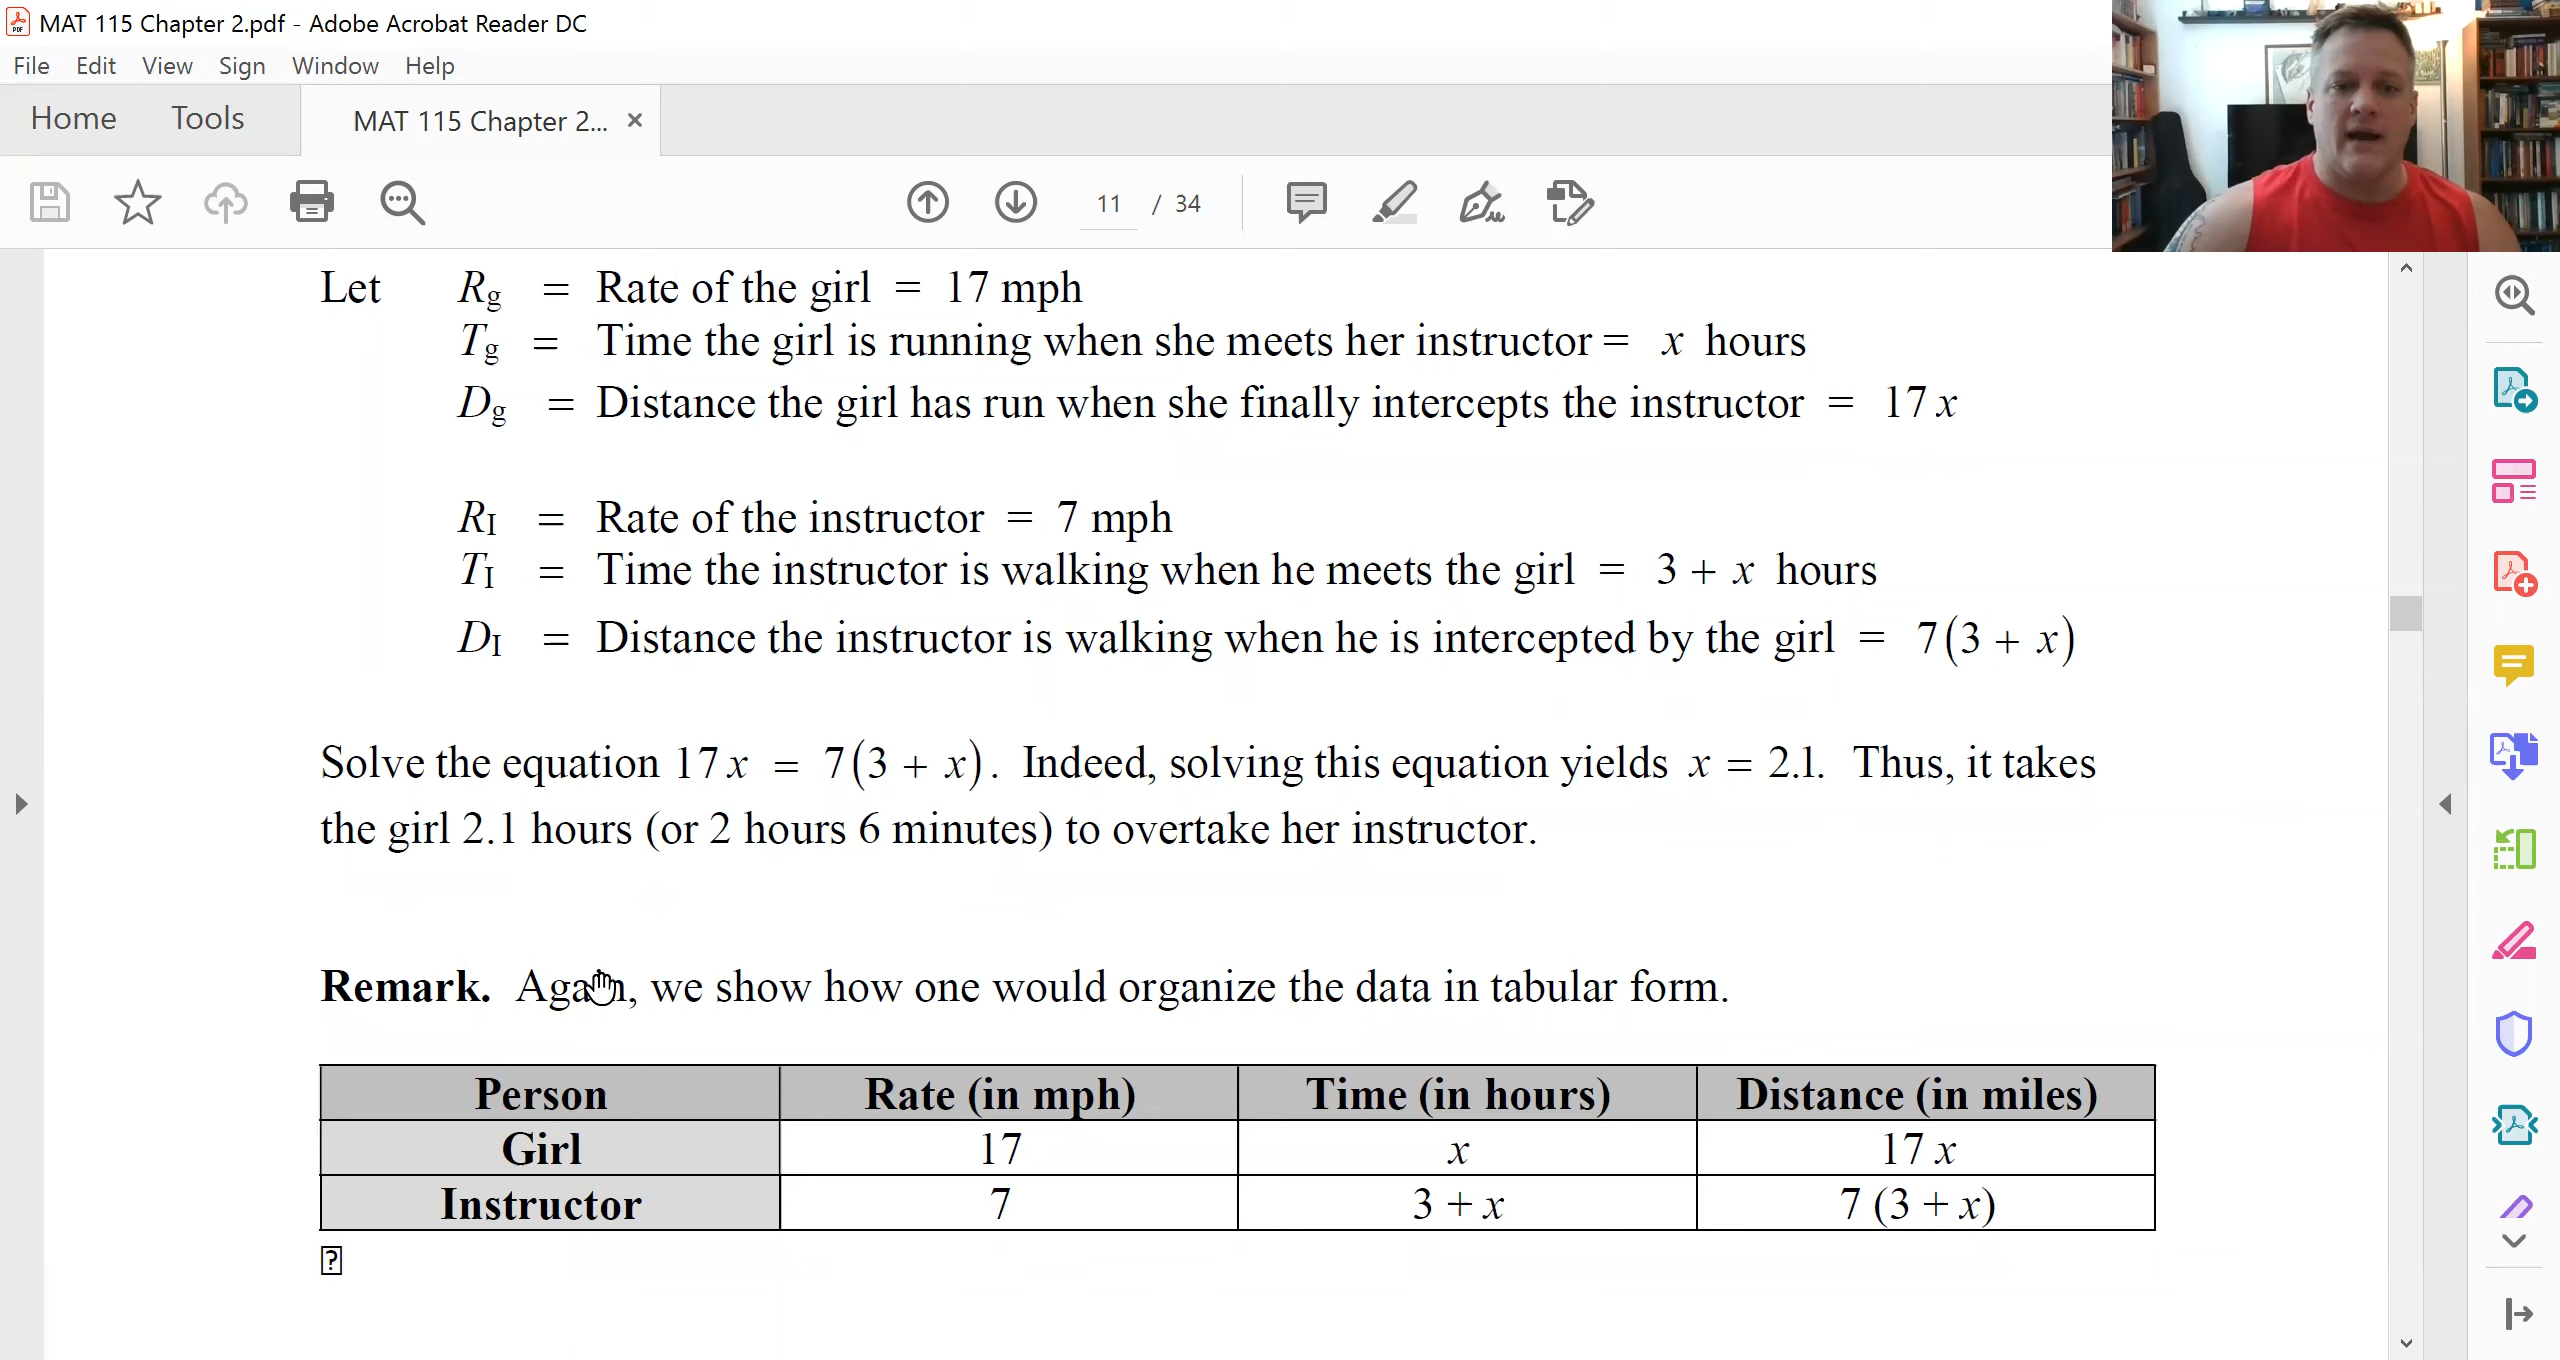 MAT 115 Chapter 2.pdf - Adobe Acrobat Reader DC
File Edit View Sign Window Help
Home Tools MAT 115 Chapter 2... ×
11 / 34
Let R_g = Rate of the girl = 17 mph
T_g = Time the girl is running when she meets her instructor = x hours
D_g = Distance the girl has run when she finally intercepts the instructor = 17 x
R_I = Rate of the instructor = 7 mph
T_I = Time the instructor is walking when he meets the girl = 3 + x hours
D_I = Distance the instructor is walking when he is intercepted by the girl = 7(3 + x)
Solve the equation 17 x = 7(3 + x). Indeed, solving this equation yields x = 2.1. Thus, it takes
the girl 2.1 hours (or 2 hours 6 minutes) to overtake her instructor.
Remark. Again, we show how one would organize the data in tabular form.
Person Rate (in mph) Time (in hours) Distance (in miles)
Girl 17 x 17 x
Instructor 7 3 + x 7 (3 + x)
?